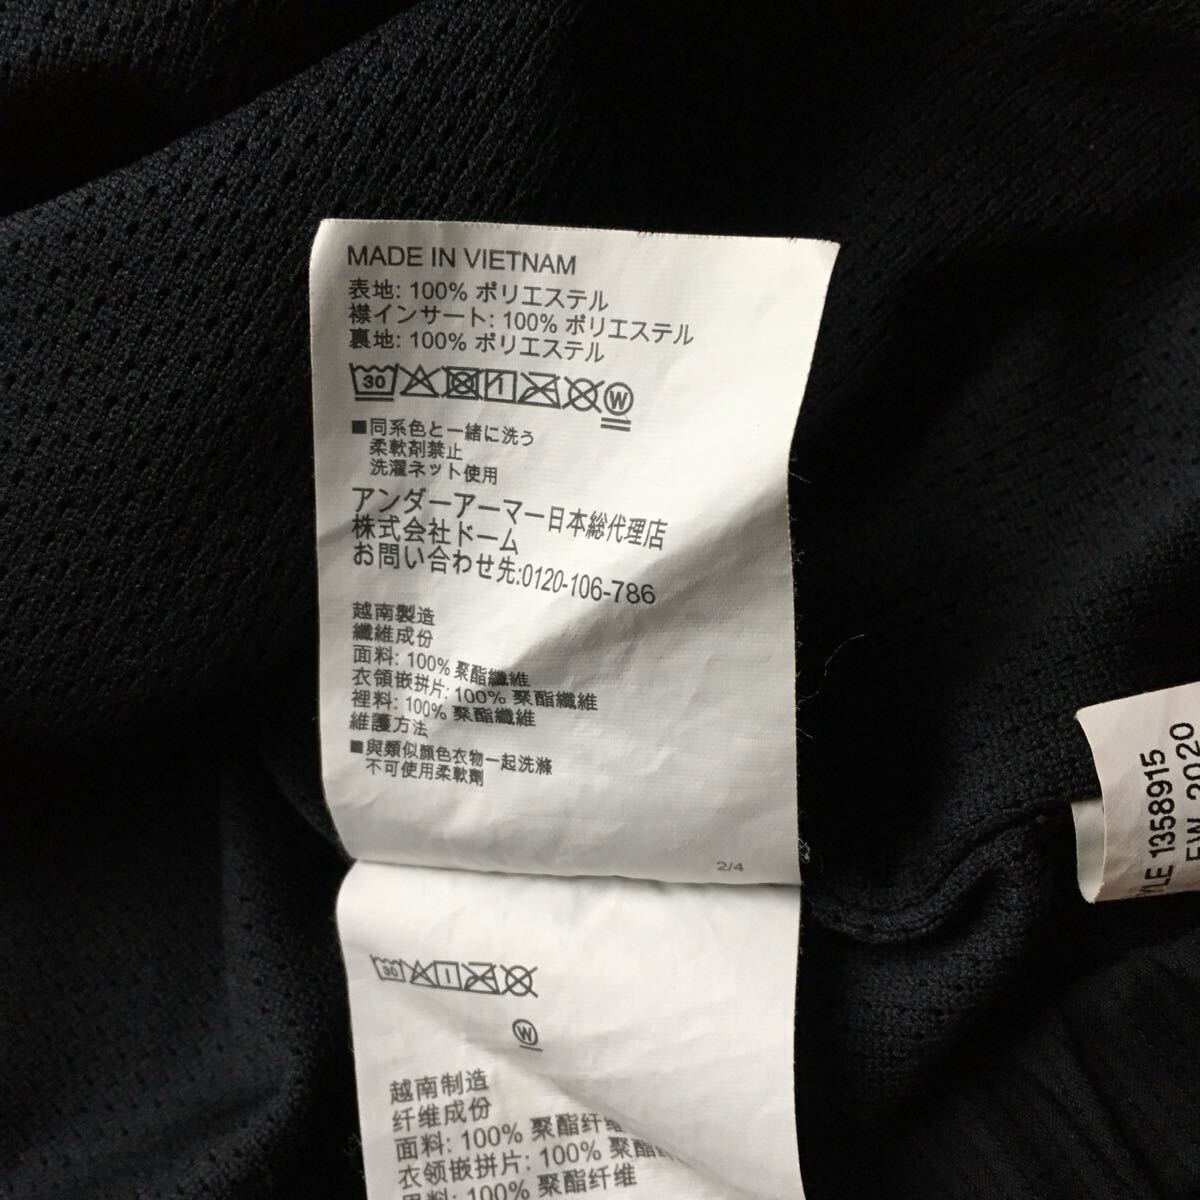 MADE IN VIETNAM
表地: 100% ポリエステル
襟インサート: 100% ポリエステル
裏地: 100% ポリエステル
30 W
■同系色と一緒に洗う
柔軟剤禁止
洗濯ネット使用
アンダーアーマー日本総代理店
株式会社ドーム
お問い合わせ先:0120-106-786
越南製造
纖維成份
面料: 100% 聚酯纖維
衣領嵌拼片: 100% 聚酯纖維
裡料: 100% 聚酯纖維
維護方法
■與類似顏色衣物一起洗滌
不可使用柔軟劑
2/4
30
W
越南制造
纤维成份
面料: 100% 聚酯纤维
衣领嵌拼片: 100% 聚酯
里料: 100% 聚酯纤维
1358915
FW 2020